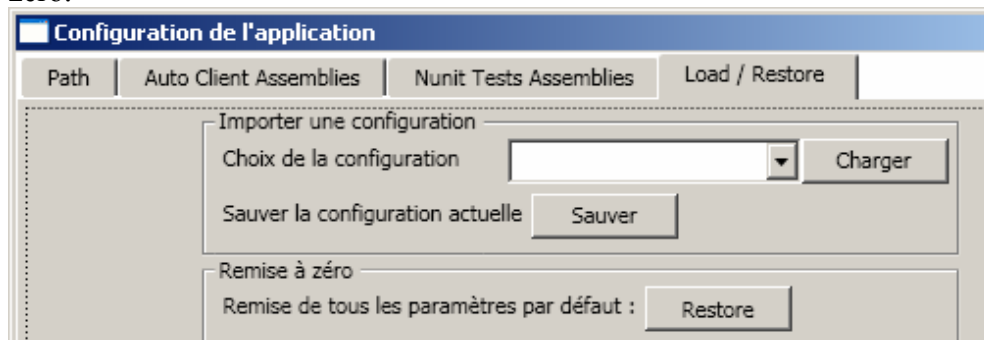 zéro.
Configuration de l'application
Path Auto Client Assemblies Nunit Tests Assemblies Load / Restore
Importer une configuration
Choix de la configuration Charger
Sauver la configuration actuelle Sauver
Remise à zéro
Remise de tous les paramètres par défaut : Restore